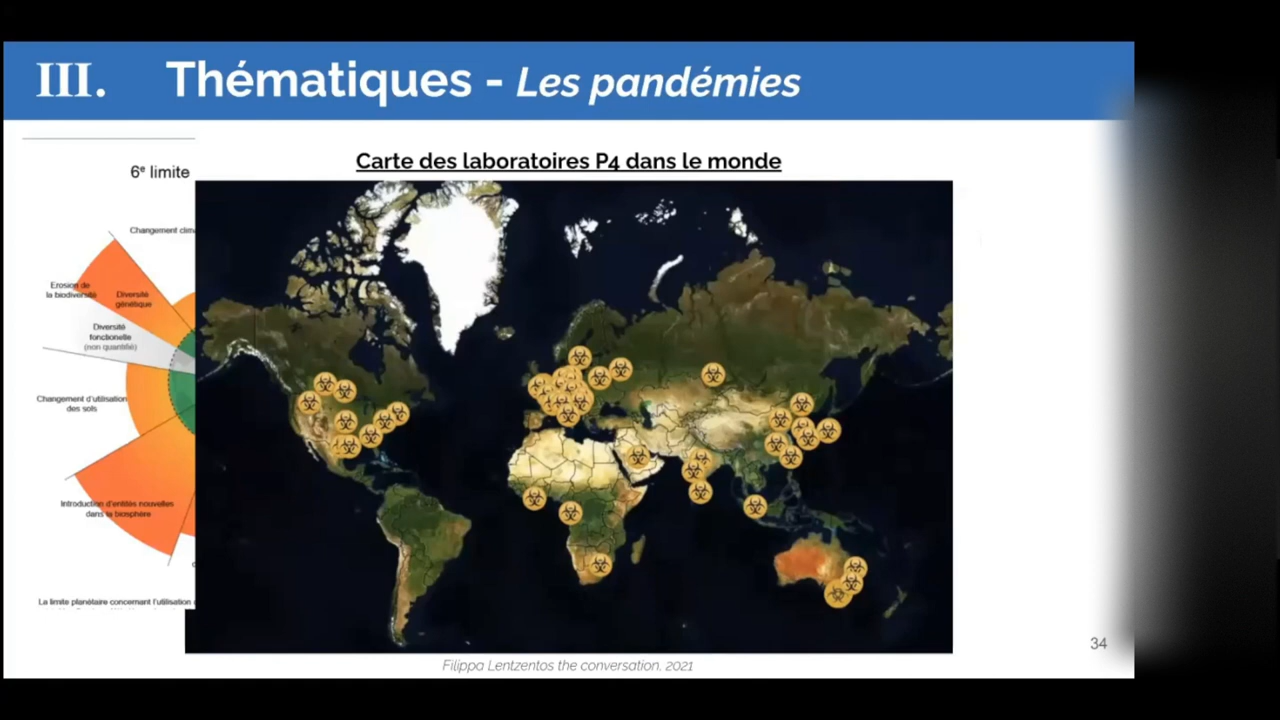 III. Thématiques - Les pandémies
Carte des laboratoires P4 dans le monde
6e limite
Changement clim
Erosion de
la biodiversité
Diversité
génétique
Diversité
fonctionelle
(non quantifié)
Changement d'utilisation
des sols
Introduction d'entités nouvelles
dans la biosphère
La limite planétaire concernant l'utilisation
Filippa Lentzentos the conversation. 2021
34